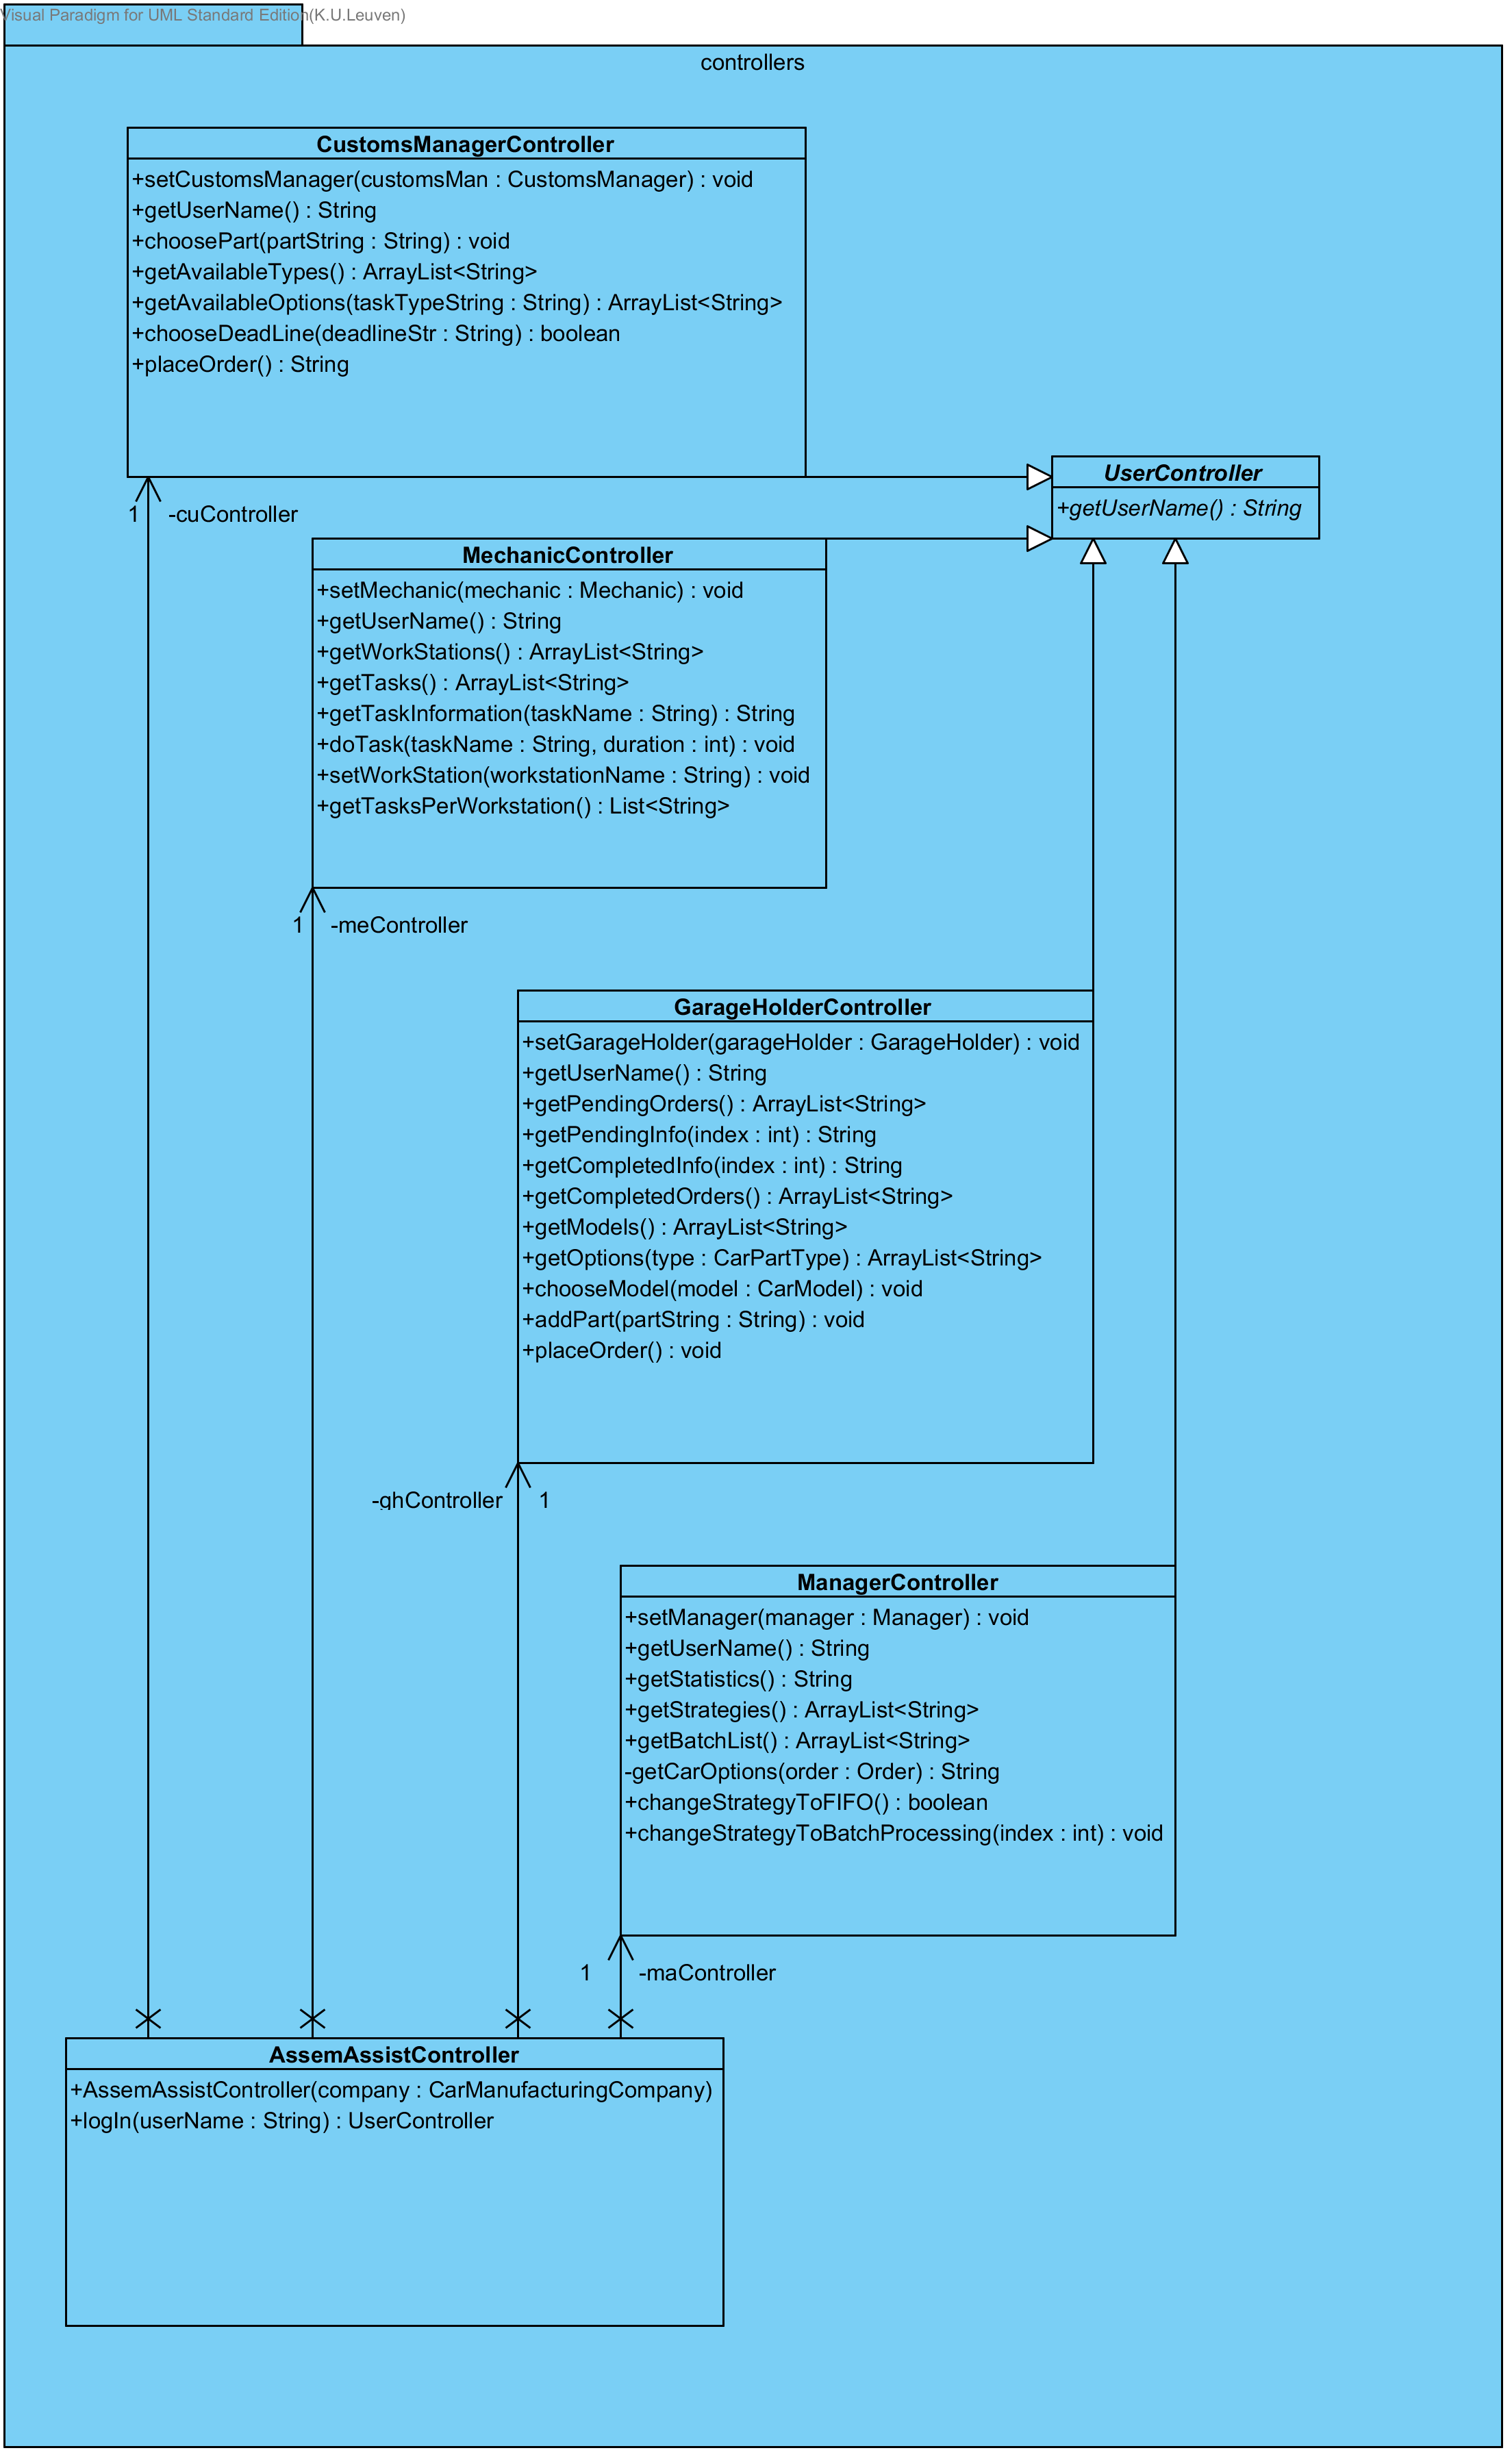 Visual Paradigm for UML Standard Edition(K.U.Leuven)
controllers
CustomsManagerController
+setCustomsManager(customsMan : CustomsManager) : void
+getUserName() : String
+choosePart(partString : String) : void
+getAvailableTypes() : ArrayList<String>
+getAvailableOptions(taskTypeString : String) : ArrayList<String>
+chooseDeadLine(deadlineStr : String) : boolean
+placeOrder() : String
UserController
+getUserName() : String
1
-cuController
MechanicController
+setMechanic(mechanic : Mechanic) : void
+getUserName() : String
+getWorkStations() : ArrayList<String>
+getTasks() : ArrayList<String>
+getTaskInformation(taskName : String) : String
+doTask(taskName : String, duration : int) : void
+setWorkStation(workstationName : String) : void
+getTasksPerWorkstation() : List<String>
1
-meController
GarageHolderController
+setGarageHolder(garageHolder : GarageHolder) : void
+getUserName() : String
+getPendingOrders() : ArrayList<String>
+getPendingInfo(index : int) : String
+getCompletedInfo(index : int) : String
+getCompletedOrders() : ArrayList<String>
+getModels() : ArrayList<String>
+getOptions(type : CarPartType) : ArrayList<String>
+chooseModel(model : CarModel) : void
+addPart(partString : String) : void
+placeOrder() : void
-ghController
1
ManagerController
+setManager(manager : Manager) : void
+getUserName() : String
+getStatistics() : String
+getStrategies() : ArrayList<String>
+getBatchList() : ArrayList<String>
-getCarOptions(order : Order) : String
+changeStrategyToFIFO() : boolean
+changeStrategyToBatchProcessing(index : int) : void
1
-maController
AssemAssistController
+AssemAssistController(company : CarManufacturingCompany)
+logIn(userName : String) : UserController